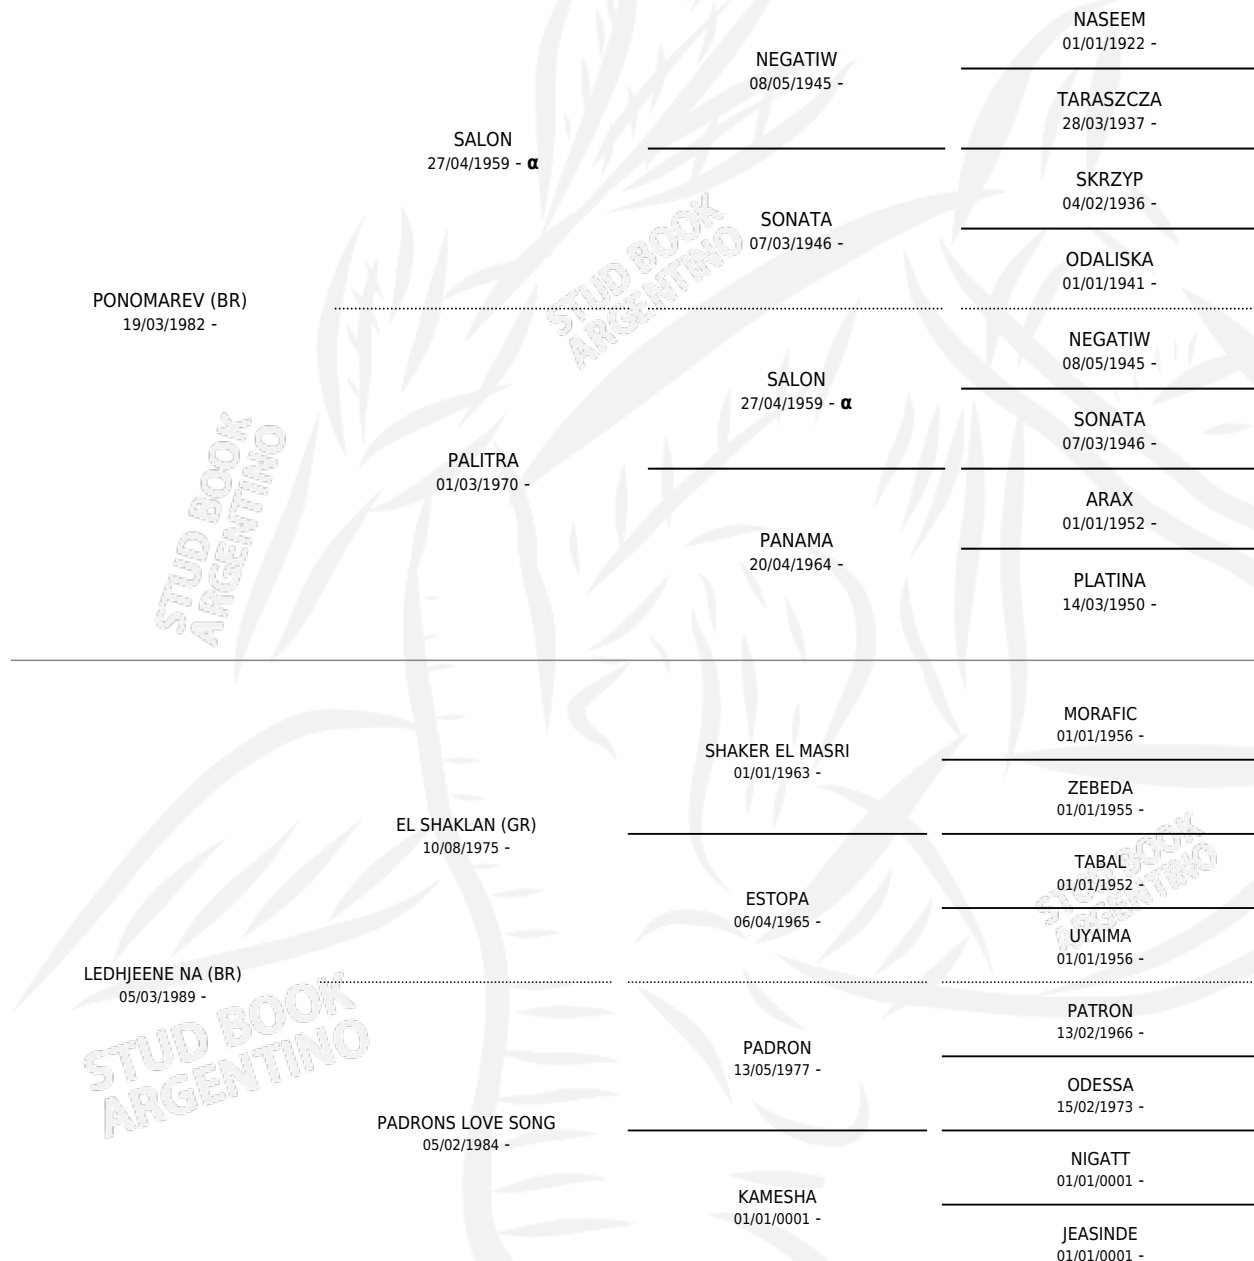 NASEEM
01/01/1922 -
NEGATIW
08/05/1945 -
TARASZCZA
28/03/1937 -
SALON
27/04/1959 - α
SKRZYP
04/02/1936 -
SONATA
07/03/1946 -
ODALISKA
01/01/1941 -
PONOMAREV (BR)
19/03/1982 -
NEGATIW
08/05/1945 -
SALON
27/04/1959 - α
SONATA
07/03/1946 -
PALITRA
01/03/1970 -
ARAX
01/01/1952 -
PANAMA
20/04/1964 -
PLATINA
14/03/1950 -
MORAFIC
01/01/1956 -
SHAKER EL MASRI
01/01/1963 -
ZEBEDA
01/01/1955 -
EL SHAKLAN (GR)
10/08/1975 -
TABAL
01/01/1952 -
ESTOPA
06/04/1965 -
UYAIMA
01/01/1956 -
LEDHJEENE NA (BR)
05/03/1989 -
PATRON
13/02/1966 -
PADRON
13/05/1977 -
ODESSA
15/02/1973 -
PADRONS LOVE SONG
05/02/1984 -
NIGATT
01/01/0001 -
KAMESHA
01/01/0001 -
JEASINDE
01/01/0001 -
STUD BOOK
ARGENTINO
STUD BOOK
ARGENTINO
STUD BOOK
ARGENTINO
STUD BOOK
ARGENTINO